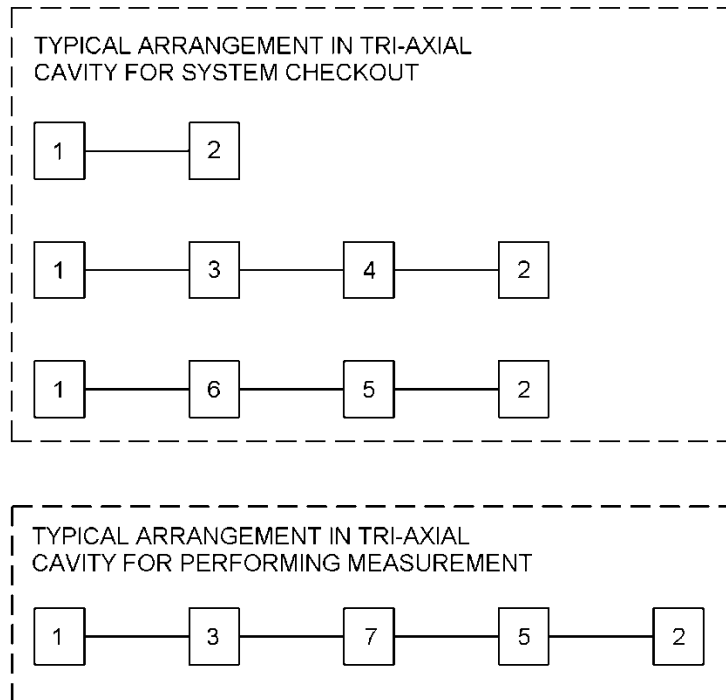 TYPICAL ARRANGEMENT IN TRI-AXIAL
CAVITY FOR SYSTEM CHECKOUT
1 2
1 3 4 2
1 6 5 2
TYPICAL ARRANGEMENT IN TRI-AXIAL
CAVITY FOR PERFORMING MEASUREMENT
1 3 7 5 2